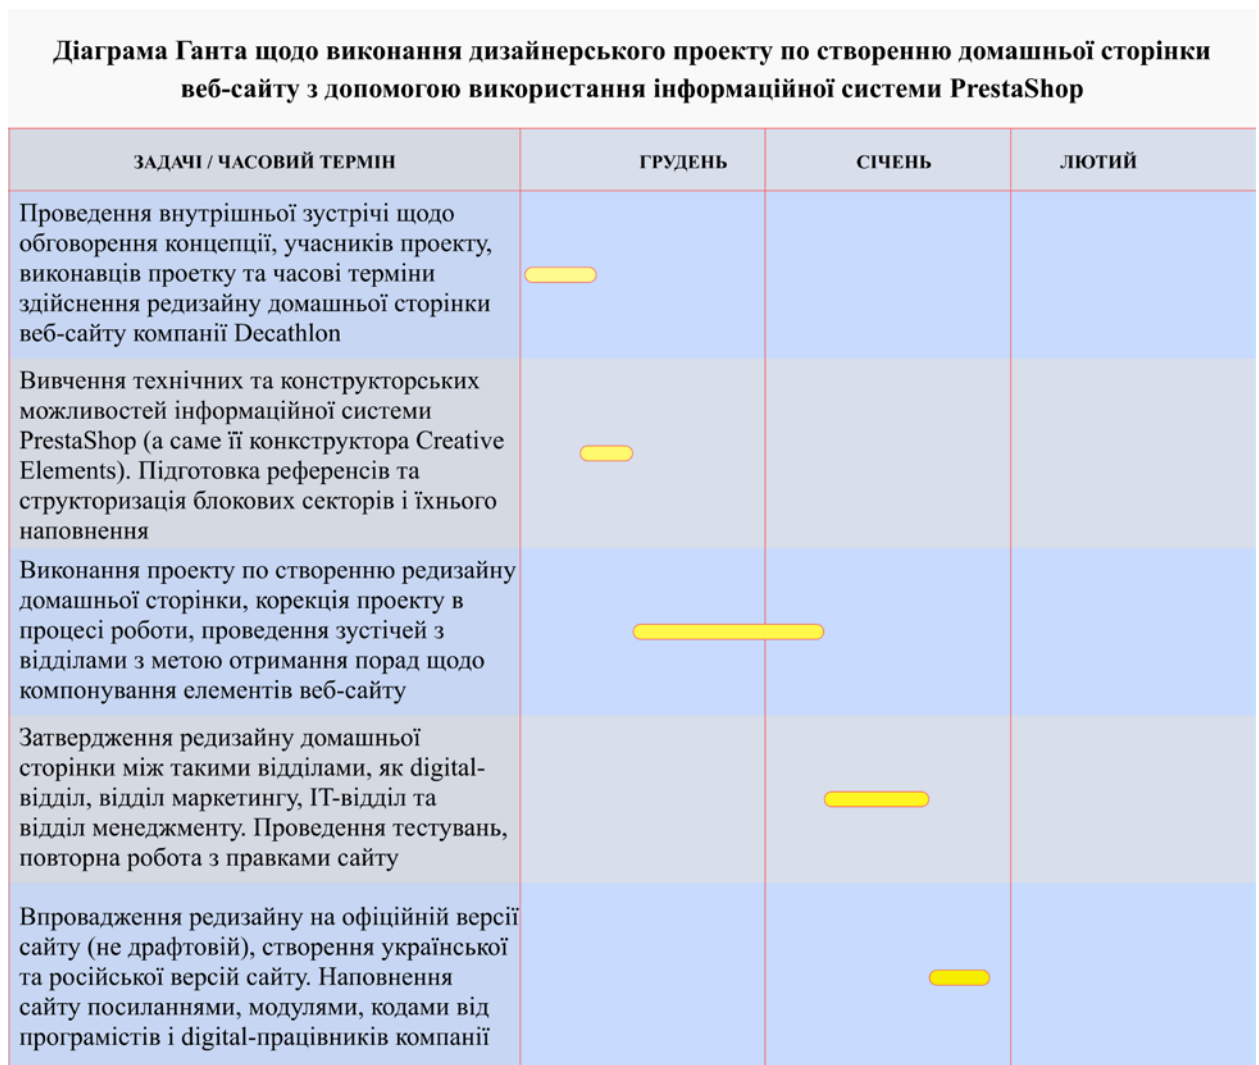 Діаграма Ганта щодо виконання дизайнерського проекту по створенню домашньої сторінки
веб-сайту з допомогою використання інформаційної системи PrestaShop
ЗАДАЧІ / ЧАСОВИЙ ТЕРМІН
ГРУДЕНЬ
СІЧЕНЬ
ЛЮТИЙ
Проведення внутрішньої зустрічі щодо
обговорення концепції, учасників проекту,
виконавців проетку та часові терміни
здійснення редизайну домашньої сторінки
веб-сайту компанії Decathlon
Вивчення технічних та конструкторських
можливостей інформаційної системи
PrestaShop (а саме її конкструктора Creative
Elements). Підготовка референсів та
структоризація блокових секторів і їхнього
наповнення
Виконання проекту по створенню редизайну
домашньої сторінки, корекція проекту в
процесі роботи, проведення зустічей з
відділами з метою отримання порад щодо
компонування елементів веб-сайту
Затвердження редизайну домашньої
сторінки між такими відділами, як digital-
відділ, відділ маркетингу, IT-відділ та
відділ менеджменту. Проведення тестувань,
повторна робота з правками сайту
Впровадження редизайну на офіційній версії
сайту (не драфтовій), створення української
та російської версій сайту. Наповнення
сайту посиланнями, модулями, кодами від
програмістів і digital-працівників компанії